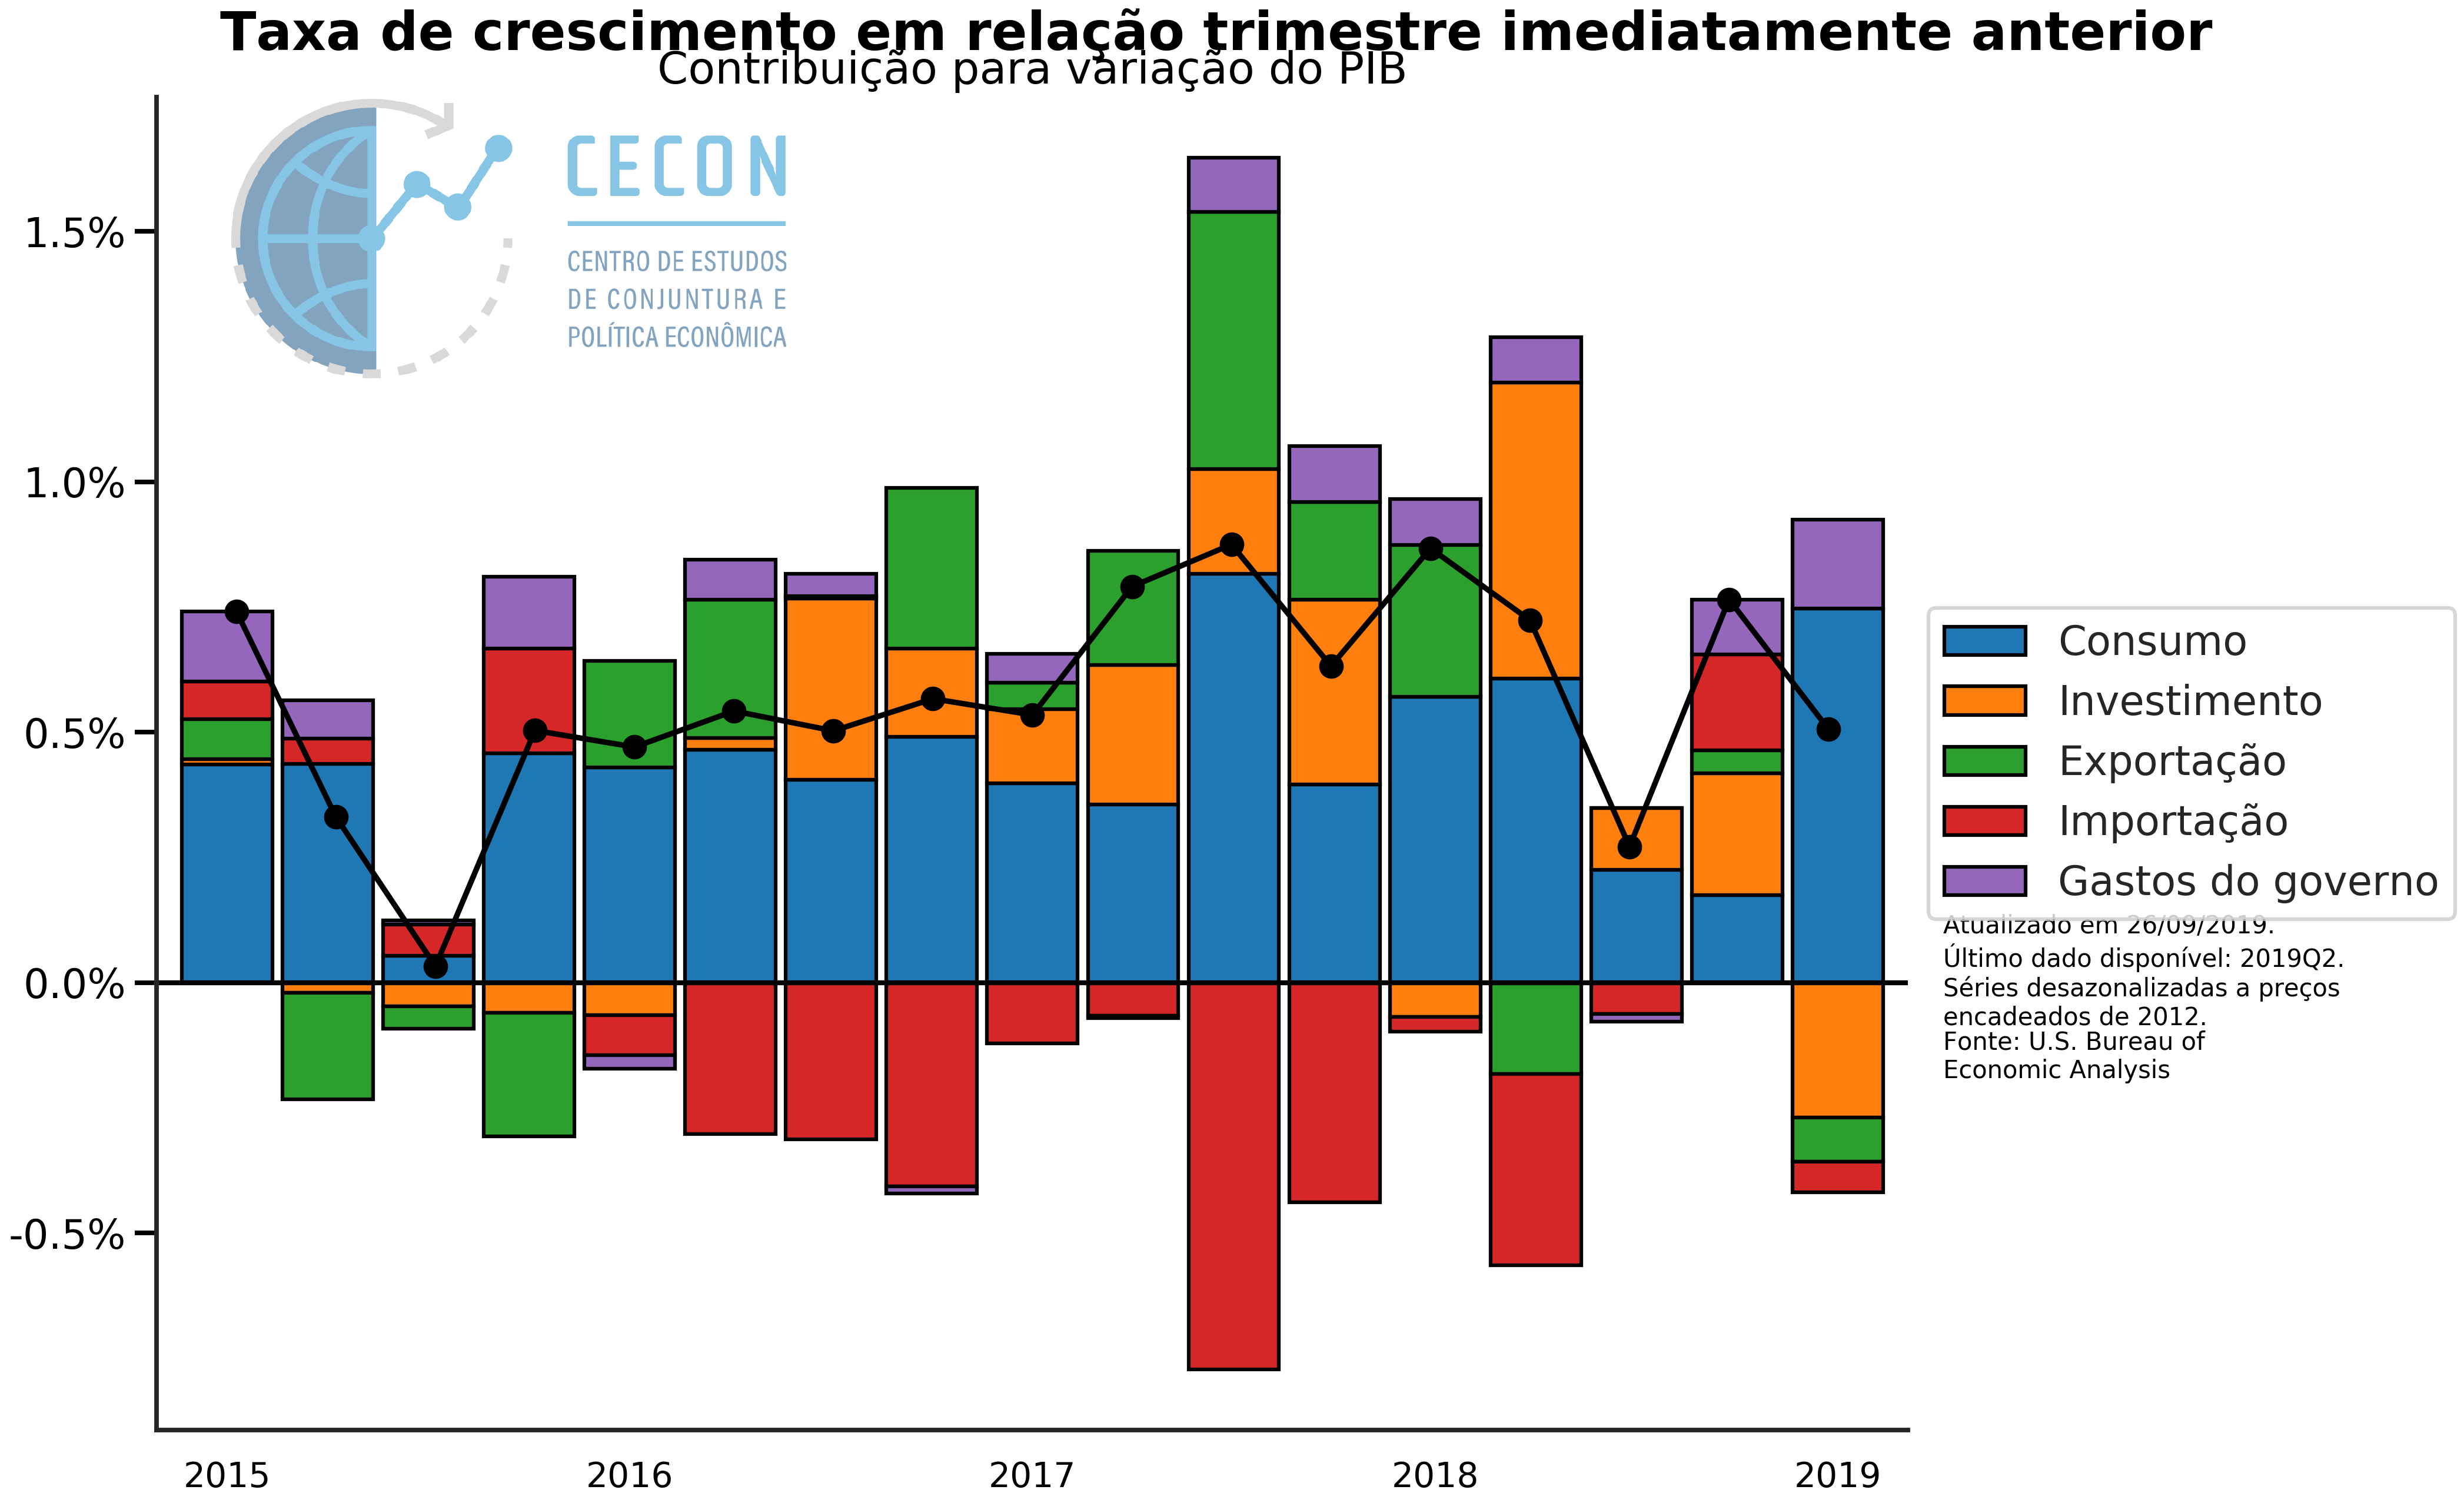 Taxa de crescimento em relação trimestre imediatamente anterior
Contribuição para variação do PIB
CECON
CENTRO DE ESTUDOS
DE CONJUNTURA E
POLÍTICA ECONÔMICA
1.5%
1.0%
0.5%
0.0%
-0.5%
Consumo
Investimento
Exportação
Importação
Gastos do governo
Atualizado em 26/09/2019.
Último dado disponível: 2019Q2.
Séries desazonalizadas a preços
encadeados de 2012.
Fonte: U.S. Bureau of
Economic Analysis
2015
2016
2017
2018
2019